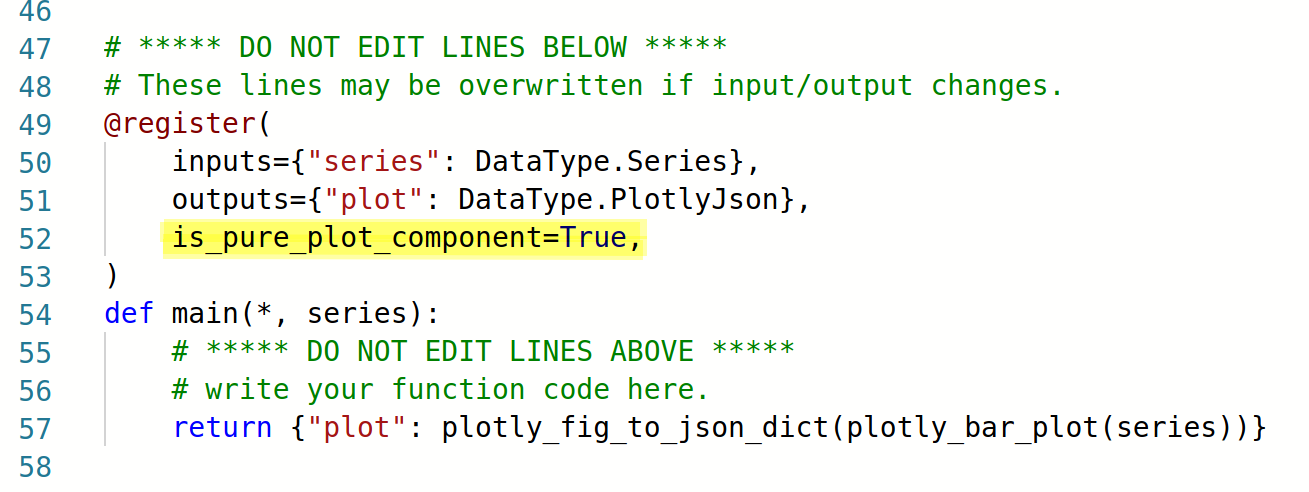 46
47 # ***** DO NOT EDIT LINES BELOW *****
48 # These lines may be overwritten if input/output changes.
49 @register(
50     inputs={"series": DataType.Series},
51     outputs={"plot": DataType.PlotlyJson},
52     is_pure_plot_component=True,
53 )
54 def main(*, series):
55     # ***** DO NOT EDIT LINES ABOVE *****
56     # write your function code here.
57     return {"plot": plotly_fig_to_json_dict(plotly_bar_plot(series))}
58